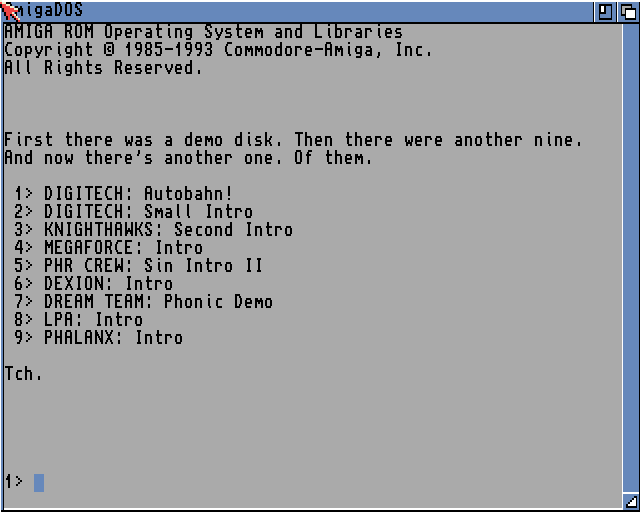 AmigaDOS
AMIGA ROM Operating System and Libraries
Copyright © 1985-1993 Commodore-Amiga, Inc.
All Rights Reserved.
First there was a demo disk. Then there were another nine.
And now there's another one. Of them.
1> DIGITECH: Autobahn!
2> DIGITECH: Small Intro
3> KNIGHTHAWKS: Second Intro
4> MEGAFORCE: Intro
5> PHR CREW: Sin Intro II
6> DEXION: Intro
7> DREAM TEAM: Phonic Demo
8> LPA: Intro
9> PHALANX: Intro
Tch.
1>